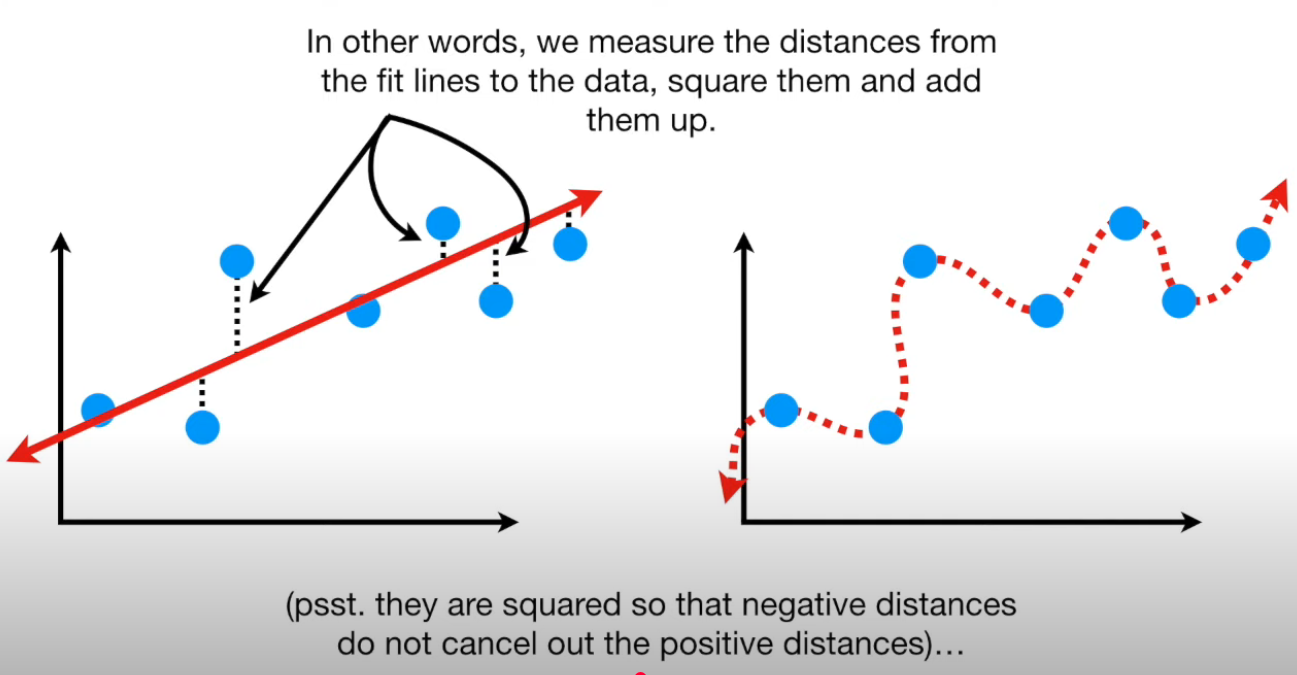 In other words, we measure the distances from
the fit lines to the data, square them and add
them up.
(psst. they are squared so that negative distances
do not cancel out the positive distances)…